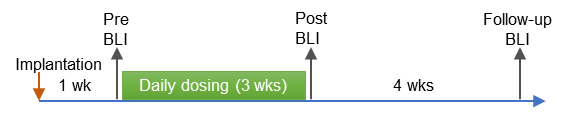 Pre
BLI
Post
BLI
Follow-up
BLI
Implantation
1 wk
Daily dosing (3 wks)
4 wks